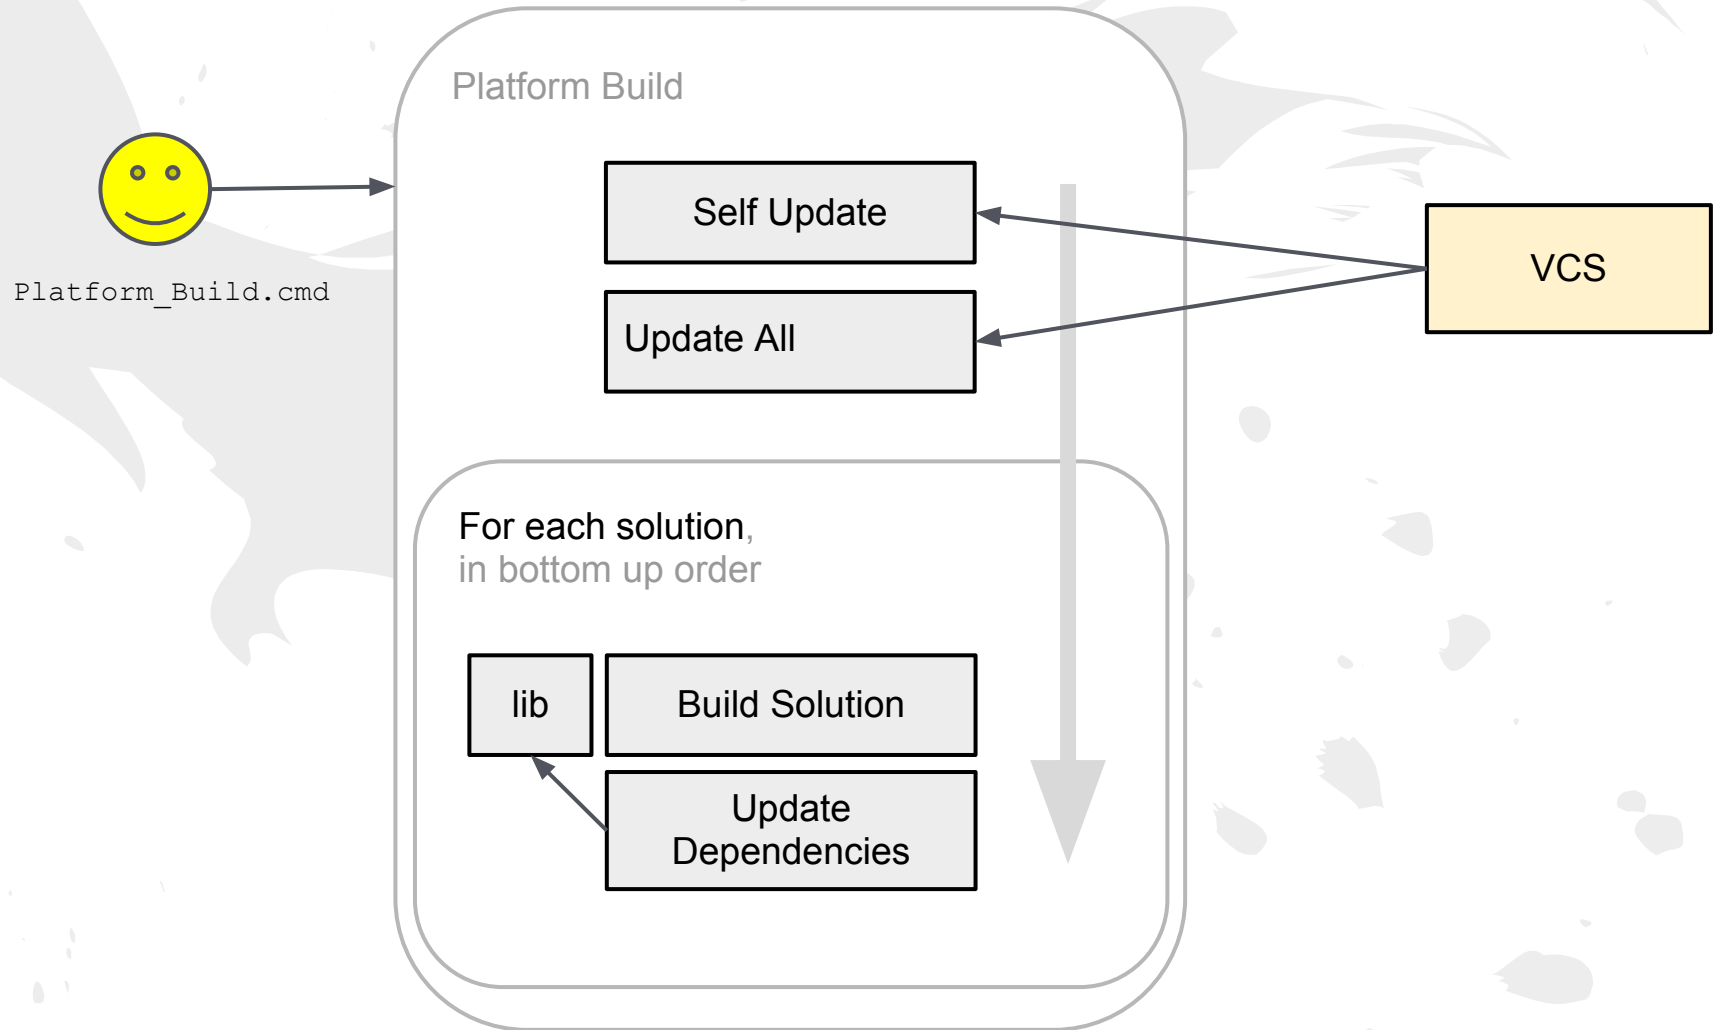 Platform Build
Self Update
VCS
Platform_Build.cmd
Update All
For each solution,
in bottom up order
lib
Build Solution
Update
Dependencies